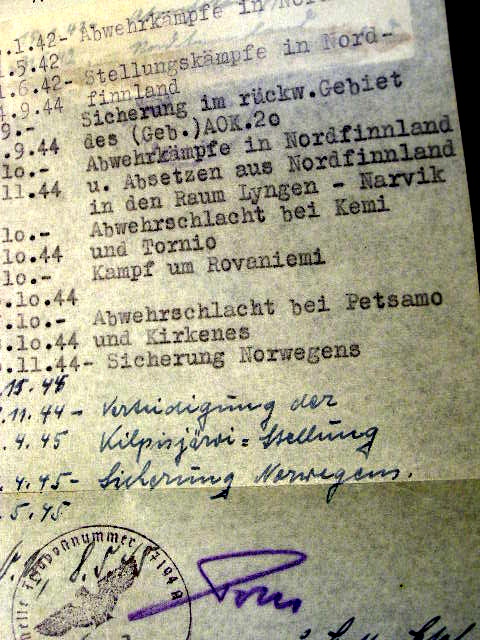 .1.42- Abwehrkämpfe in Nord
.5.42
.6.42- Stellungskämpfe in Nord-
.9.44 finnland
9.- Sicherung im rückw.Gebiet
.9.44 des (Geb.)AOK.2o
1o.- Abwehrkämpfe in Nordfinnland
.11.44 u. Absetzen aus Nordfinnland
in den Raum Lyngen - Narvik
1o.- Abwehrschlacht bei Kemi
.1o.44 und Tornio
1o.- Kampf um Rovaniemi
.1o.44
.1o.- Abwehrschlacht bei Petsamo
.1o.44 und Kirkenes
.11.44- Sicherung Norwegens
.11.44- Verteidigung der
.4.45 Kilpisjärvi = Stellung
.4.45- Sicherung Norwegens.
.5.45
8.5.45
Feldpostnummer